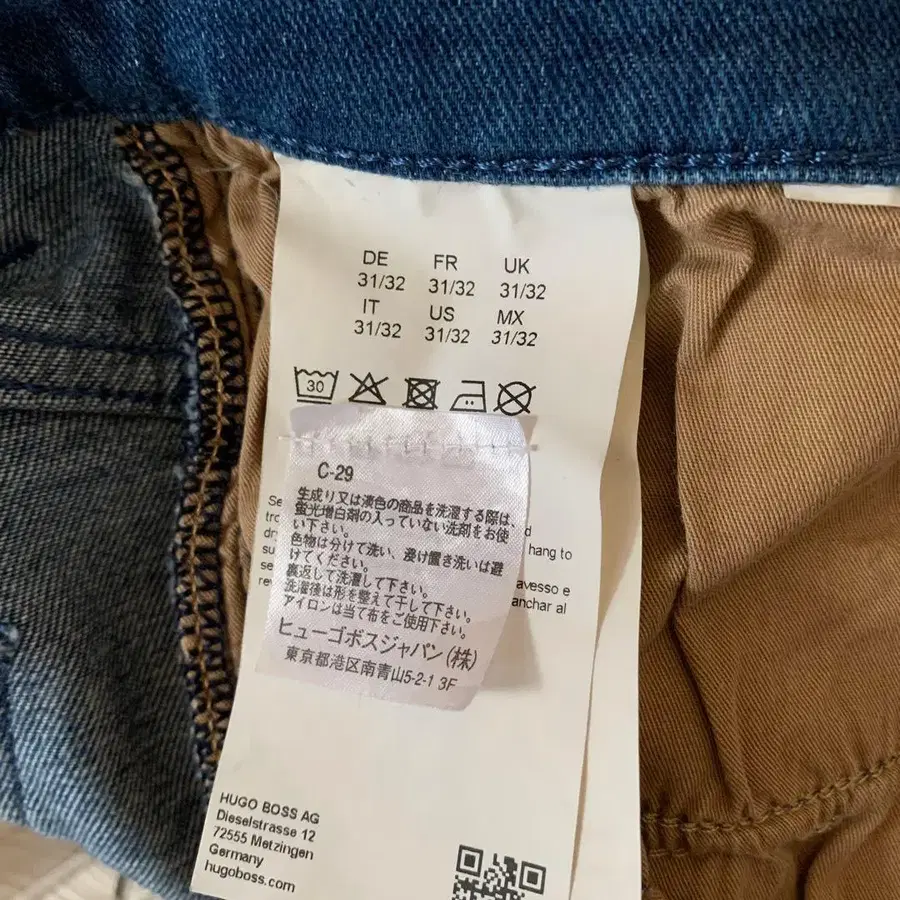 DE FR UK
31/32 31/32 31/32
IT US MX
31/32 31/32 31/32
30
C-29
生成り又は淡色の商品を洗濯する際は、
蛍光増白剤の入っていない洗剤をお使
い下さい。
色物は分けて洗い、浸け置き洗いは避
けてください。
裏返して洗濯して下さい。
洗濯後は形を整えて干して下さい。
アイロンは当て布をご使用下さい。
ヒューゴボスジャパン(株)
東京都港区南青山5-2-1 3F
hang to
avesso e
anchar al
HUGO BOSS AG
Dieselstrasse 12
72555 Metzingen
Germany
hugoboss.com